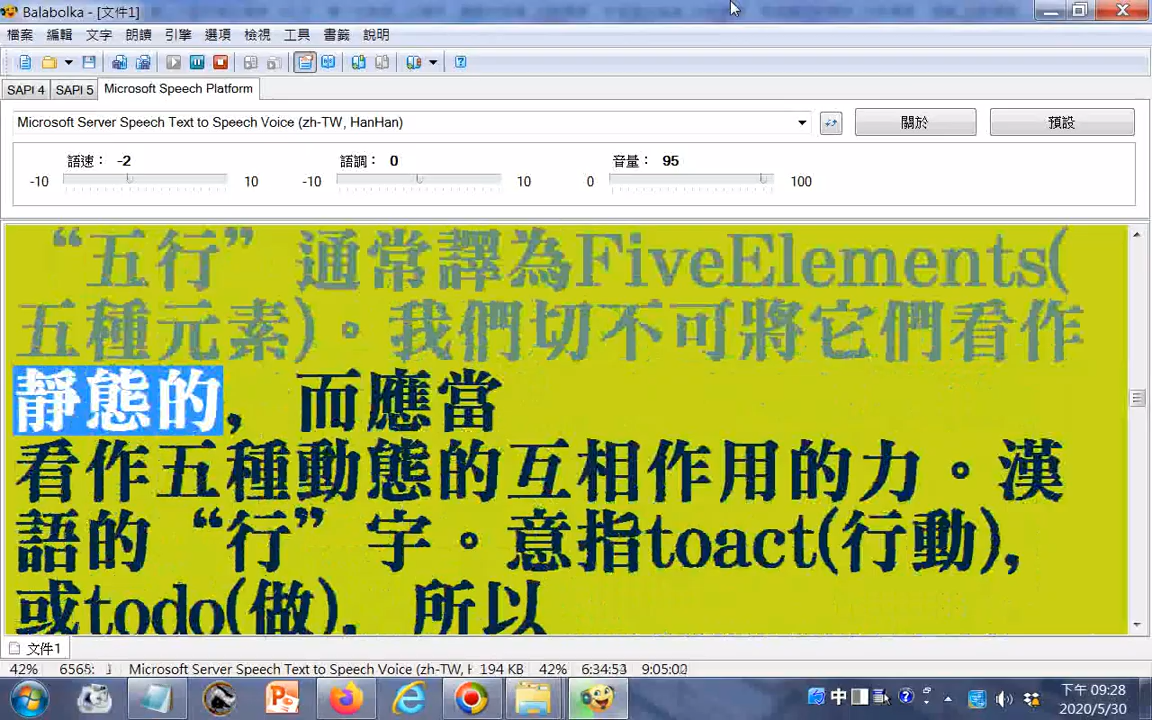 Balabolka - [文件1]
檔案 編輯 文字 朗讀 引擎 選項 檢視 工具 書籤 說明
SAPI 4 SAPI 5 Microsoft Speech Platform
Microsoft Server Speech Text to Speech Voice (zh-TW, HanHan) 關於 預設
語速： -2 語調： 0 音量： 95
-10 10 -10 10 0 100
“五行”通常譯為FiveElements(
五種元素)。我們切不可將它們看作
靜態的，而應當
看作五種動態的互相作用的力。漢
語的“行”字。意指toact(行動),
或todo(做)，所以
文件1
42% 6565: 1 Microsoft Server Speech Text to Speech Voice (zh-TW, H 194 KB 42% 6:34:53 9:05:00
中 下午 09:28
2020/5/30